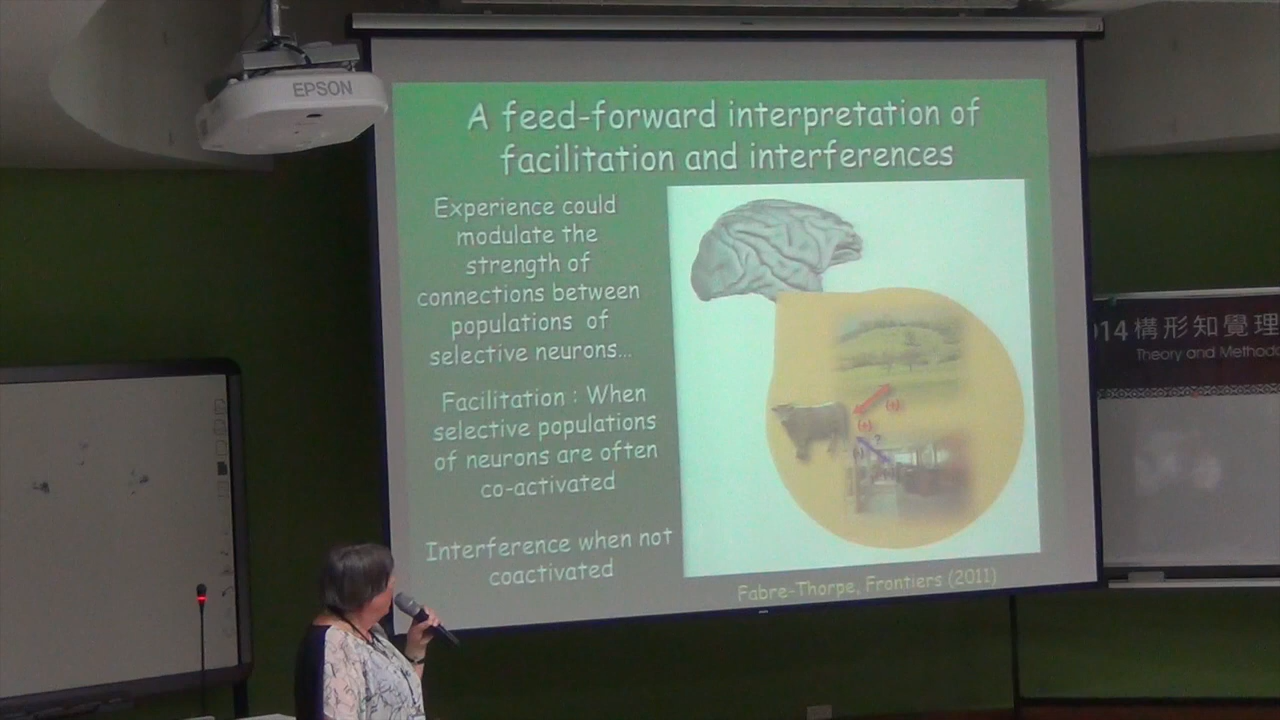 EPSON
A feed-forward interpretation of
facilitation and interferences
Experience could
modulate the
strength of
connections between
populations of
selective neurons...
Facilitation : When
selective populations
of neurons are often
co-activated
Interference when not
coactivated
(+)
(+)
?
Fabre-Thorpe, Frontiers (2011)
014 構形知覺理
Theory and Methodo